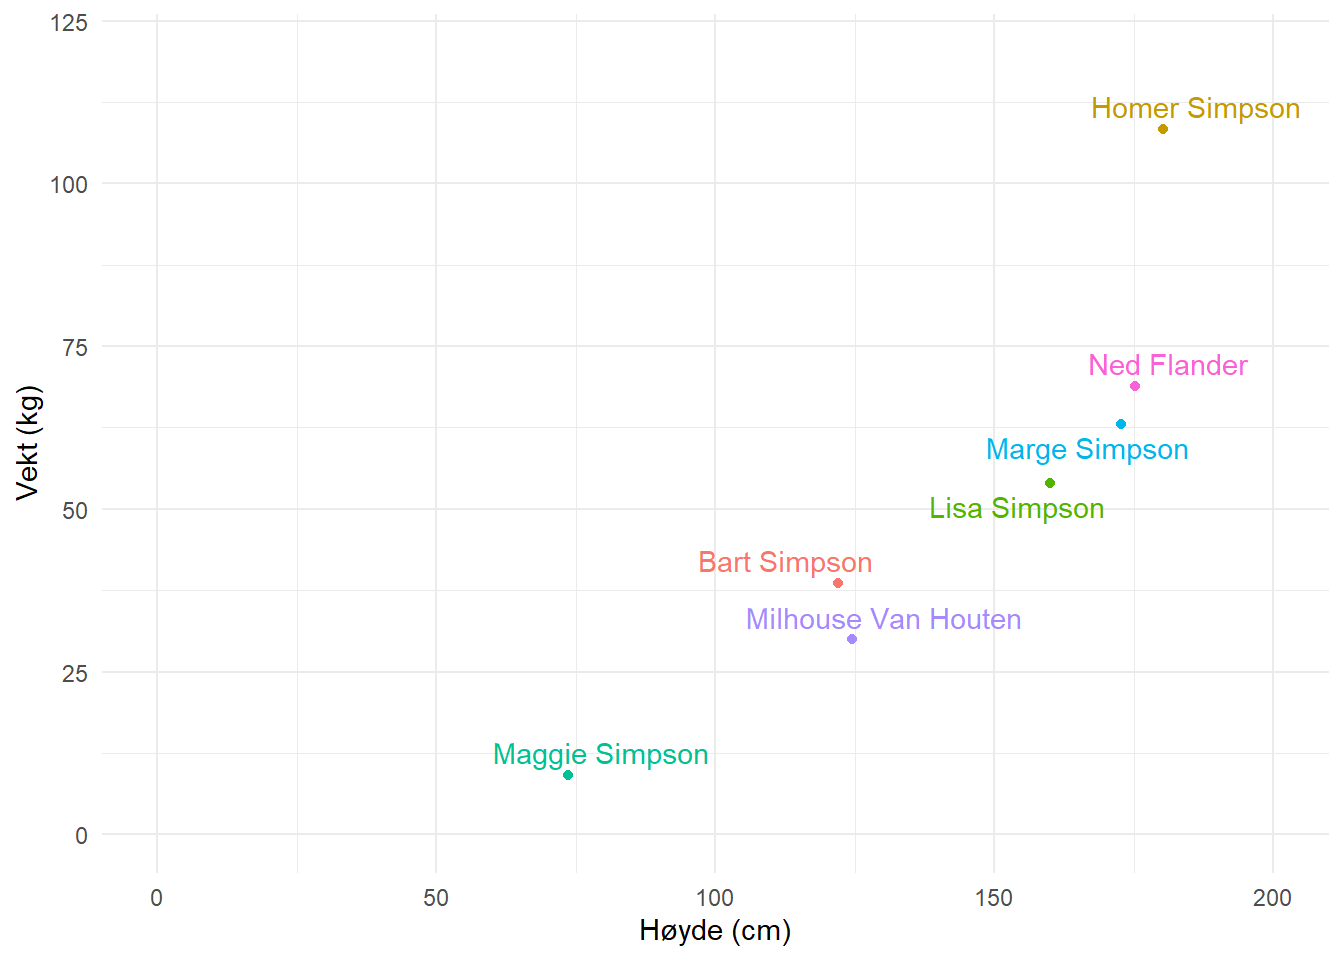 125
Homer Simpson
100
75
Ned Flander
Marge Simpson
Lisa Simpson
50
Bart Simpson
Milhouse Van Houten
25
Maggie Simpson
0
Vekt (kg)
0
50
100
150
200
Høyde (cm)